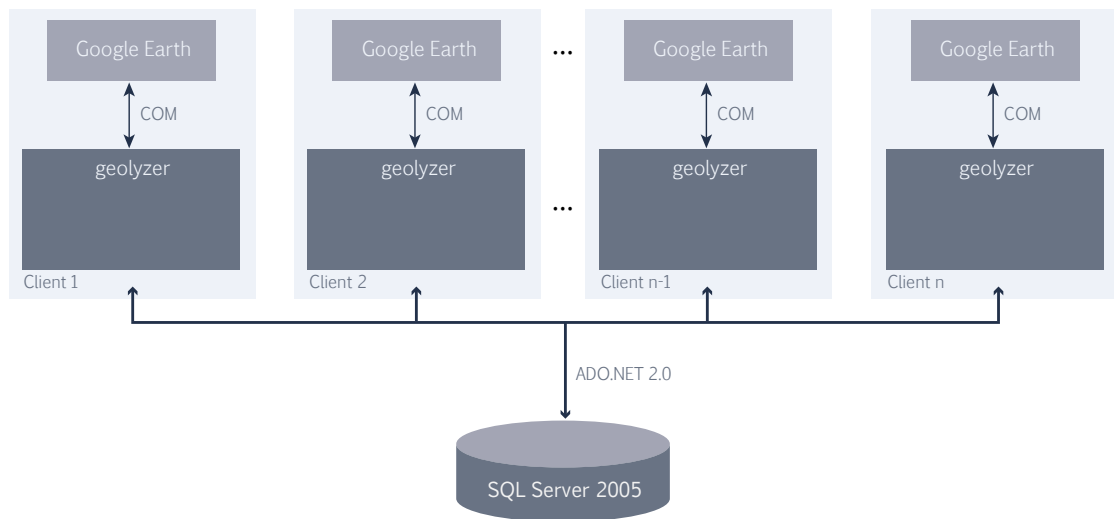 Google Earth
Google Earth
...
Google Earth
Google Earth
COM
COM
COM
COM
geolyzer
geolyzer
geolyzer
geolyzer
...
Client 1
Client 2
Client n-1
Client n
ADO.NET 2.0
SQL Server 2005